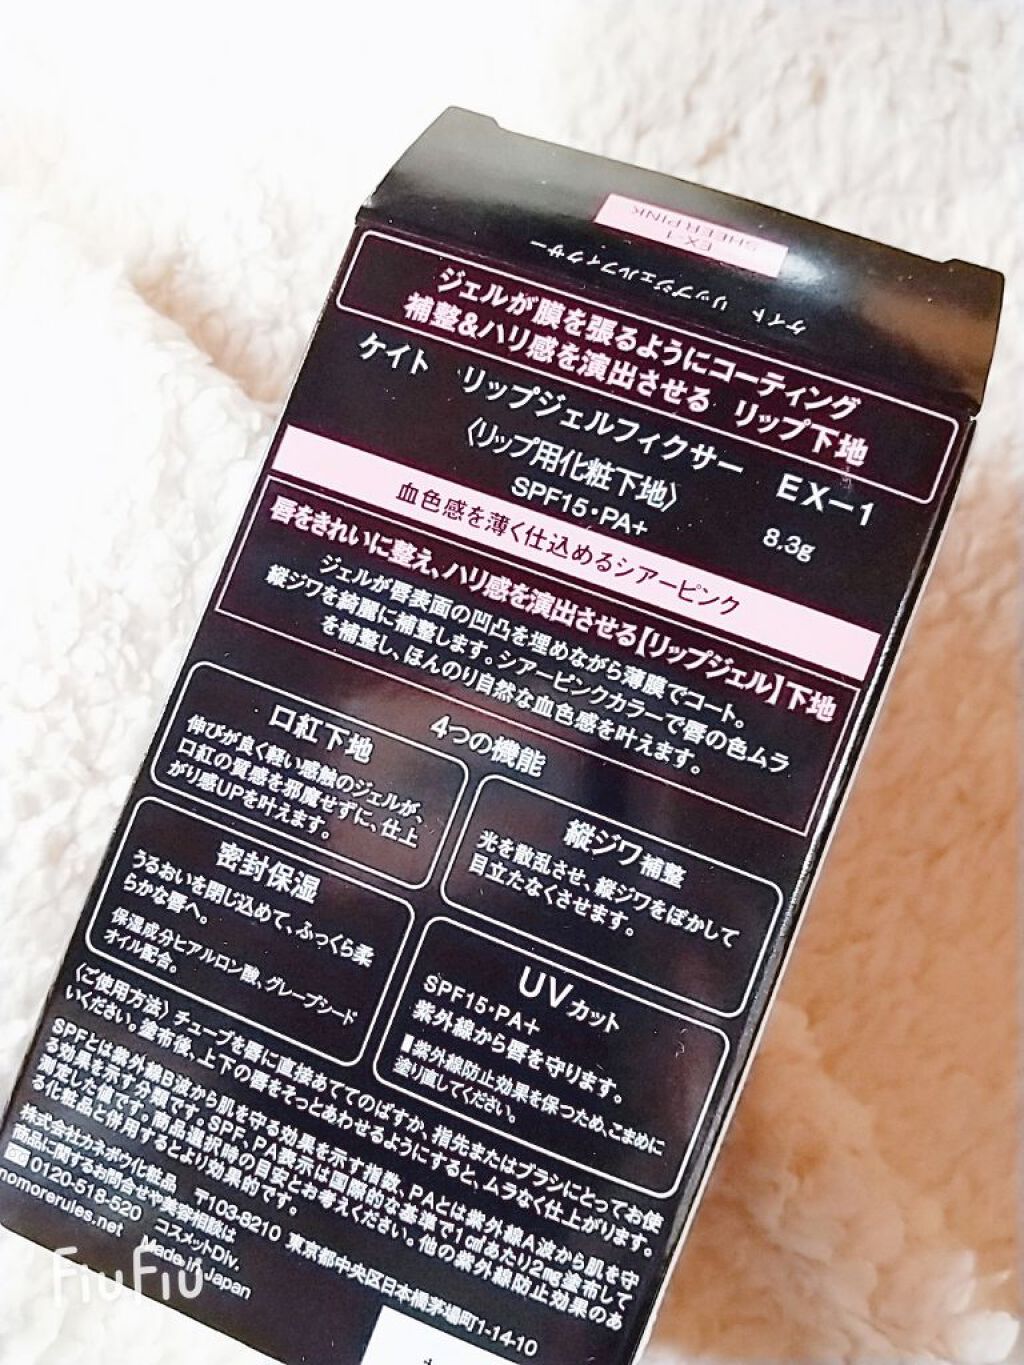 EX-1
SHEER PINK
ケイト リップジェルフィクサー
ジェルが膜を張るようにコーティング
補整&ハリ感を演出させる リップ下地
ケイト リップジェルフィクサー EX-1
〈リップ用化粧下地〉
SPF15・PA+ 8.3g
血色感を薄く仕込めるシアーピンク
唇をきれいに整え、ハリ感を演出させる【リップジェル】下地
ジェルが唇表面の凹凸を埋めながら薄膜でコート。
縦ジワを綺麗に補整します。シアーピンクカラーで唇の色ムラ
を補整し、ほんのり自然な血色感を叶えます。
4つの機能
口紅下地
伸びが良く軽い感触のジェルが、
口紅の質感を邪魔せずに、仕上
がり感UPを叶えます。
縦ジワ補整
光を散乱させ、縦ジワをぼかして
目立たなくさせます。
密封保湿
うるおいを閉じ込めて、ふっくら柔
らかな唇へ。
保湿成分ヒアルロン酸、グレープシード
オイル配合。
UVカット
SPF15・PA+
紫外線から唇を守ります。
■紫外線防止効果を保つため、こまめに
塗り直してください。
〈ご使用方法〉チューブを唇に直接あててのばすか、指先またはブラシにとってお使
いください。塗布後、上下の唇をそっとあわせるようにすると、ムラなく仕上がります。
SPFとは紫外線B波から肌を守る効果を示す指数、PAとは紫外線A波から肌を守
る効果を示す分類です。SPF、PA表示は国際的な基準で1㎠あたり2mg塗布して
測定した値です。商品選択時の目安とお考えください。他の紫外線防止効果のあ
る化粧品と併用するとより効果的です。
株式会社カネボウ化粧品 〒103-8210 東京都中央区日本橋茅場町1-14-10
商品に関するお問合せや美容相談は
0120-518-520 コスメットDiv.
nomorerules.net Made in Japan
FiuFiu